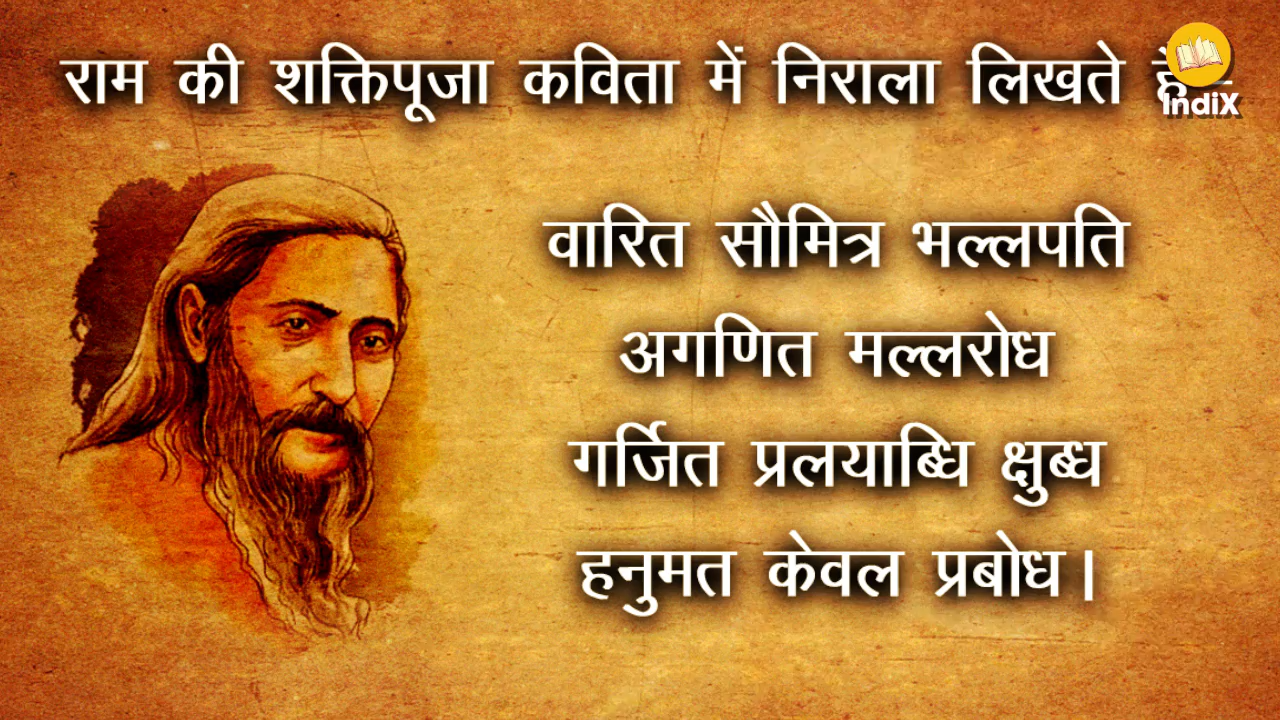 राम की शक्तिपूजा कविता में निराला लिखते
IndiX
वारित सौमित्र भल्लपति
अगणित मल्लरोध
गर्जित प्रलयाब्धि क्षुब्ध
हनुमत केवल प्रबोध।